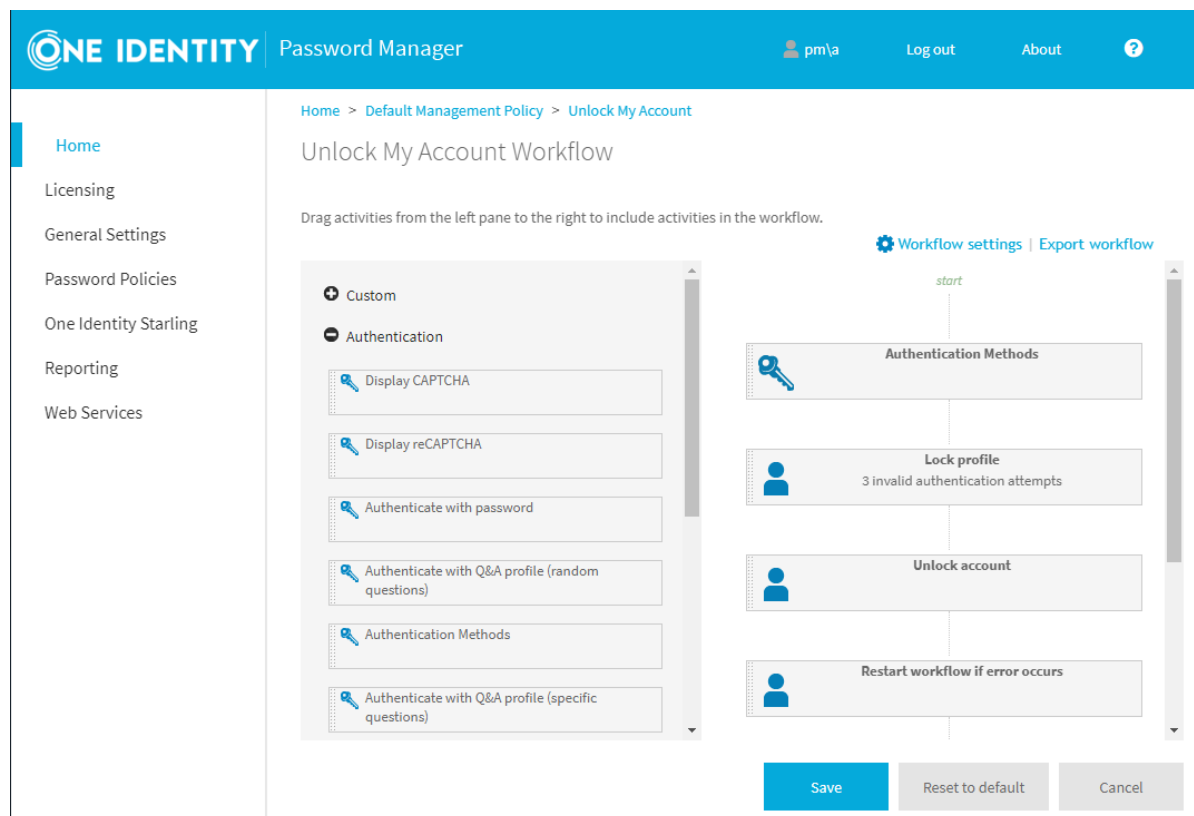 ONE IDENTITY Password Manager pm\a Log out About ?
Home > Default Management Policy > Unlock My Account
Unlock My Account Workflow
Home
Licensing
General Settings
Password Policies
One Identity Starling
Reporting
Web Services
Drag activities from the left pane to the right to include activities in the workflow.
Workflow settings | Export workflow
Custom
Authentication
Display CAPTCHA
Display reCAPTCHA
Authenticate with password
Authenticate with Q&A profile (random
questions)
Authentication Methods
Authenticate with Q&A profile (specific
questions)
start
Authentication Methods
Lock profile
3 invalid authentication attempts
Unlock account
Restart workflow if error occurs
Save Reset to default Cancel